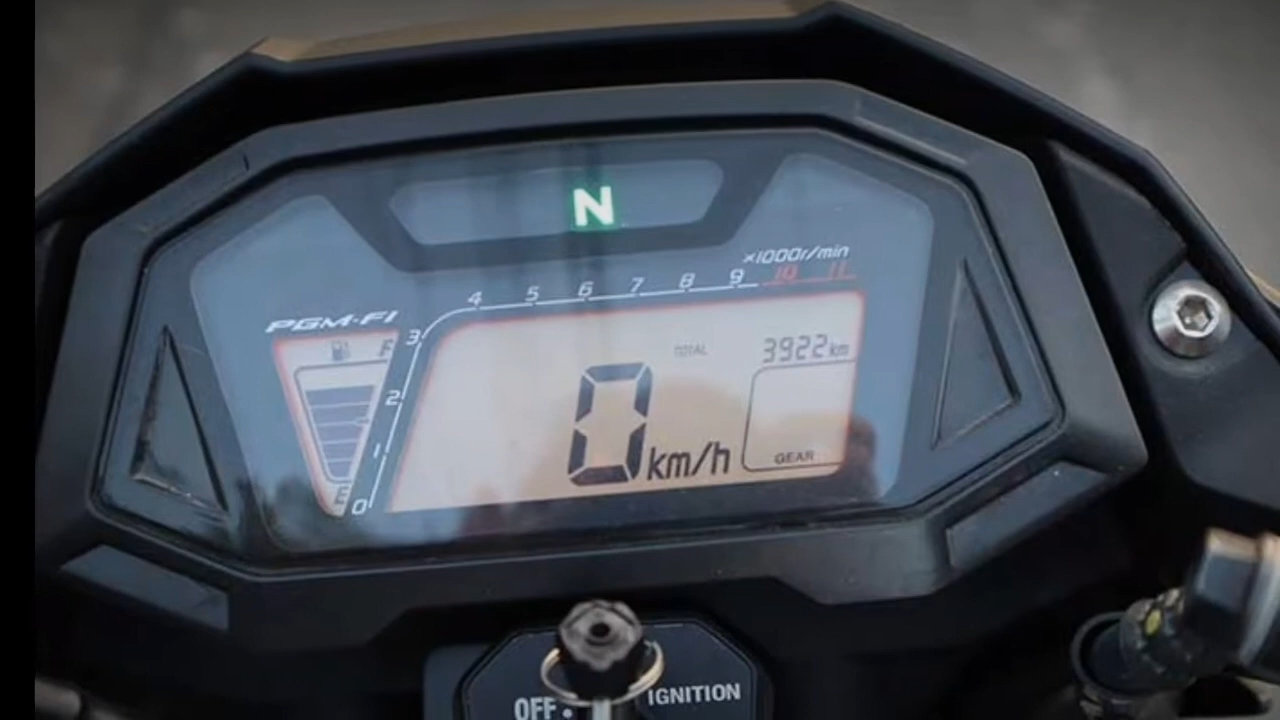 N
×1000r/min
4 5 6 7 8 9 10 11
PGM-FI
3
F
TOTAL 3922 km
2
0 km/h
1
GEAR
E
0
OFF IGNITION